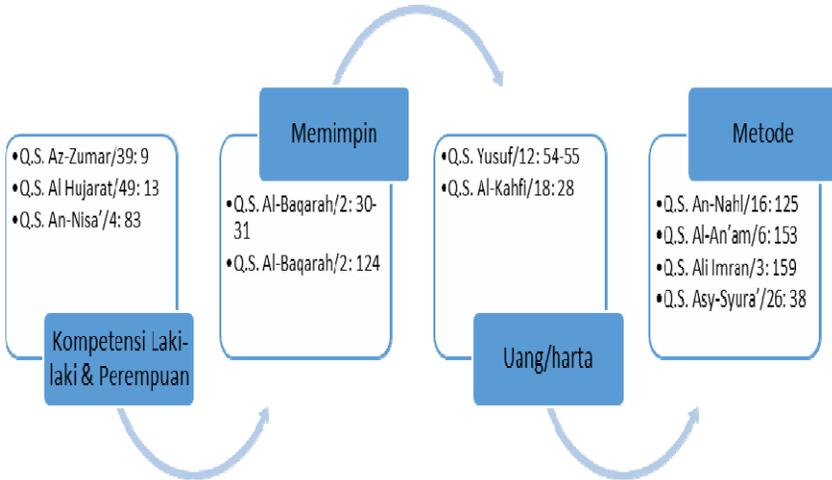 •Q.S. Az-Zumar/39: 9
•Q.S. Al Hujarat/49: 13
•Q.S. An-Nisa'/4: 83
Kompetensi Laki-
laki & Perempuan
Memimpin
•Q.S. Al-Baqarah/2: 30-
31
•Q.S. Al-Baqarah/2: 124
•Q.S. Yusuf/12: 54-55
•Q.S. Al-Kahfi/18: 28
Uang/harta
Metode
•Q.S. An-Nahl/16: 125
•Q.S. Al-An'am/6: 153
•Q.S. Ali Imran/3: 159
•Q.S. Asy-Syura'/26: 38